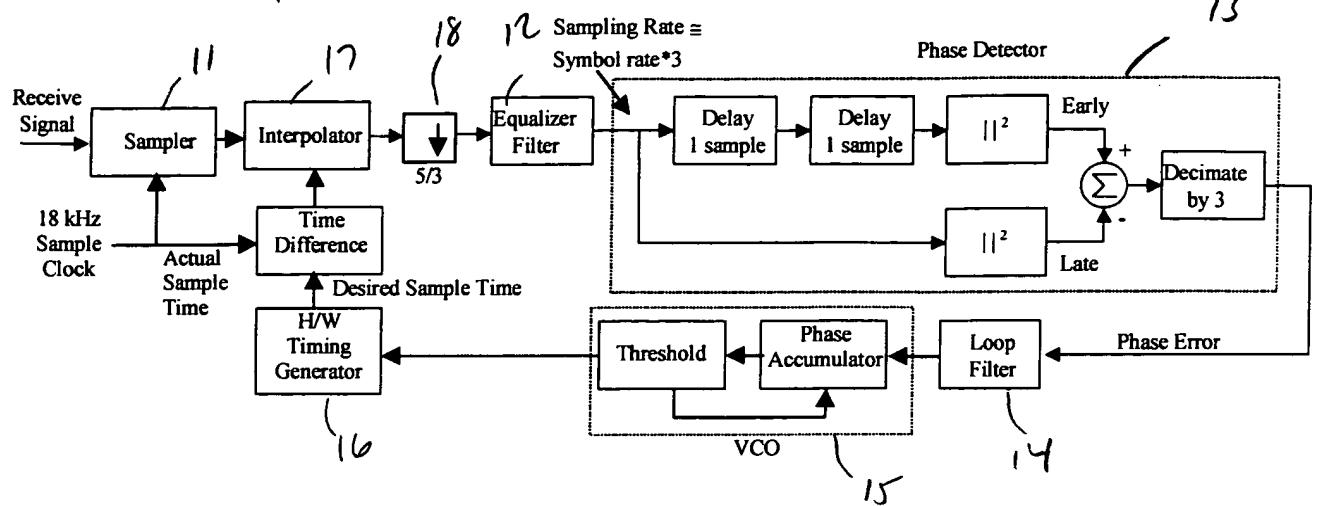 13
11
17
18
12
Sampling Rate ≅
Symbol rate*3
Phase Detector
Receive
Signal
Sampler
Interpolator
5/3
Equalizer
Filter
Delay
1 sample
Delay
1 sample
| |²
Early
+
Σ
-
Decimate
by 3
| |²
Late
18 kHz
Sample
Clock
Actual
Sample
Time
Time
Difference
Desired Sample Time
H/W
Timing
Generator
Threshold
Phase
Accumulator
VCO
Loop
Filter
Phase Error
16
15
14